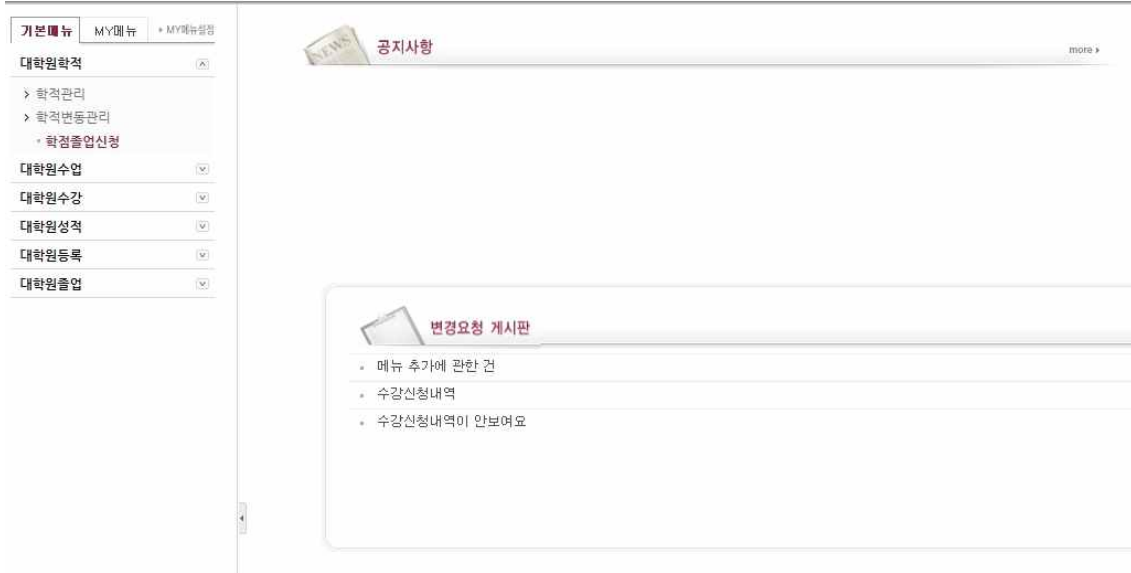 기본메뉴 MY메뉴 MY메뉴설정
대학원학적
학적관리
학적변동관리
학점졸업신청
대학원수업
대학원수강
대학원성적
대학원등록
대학원졸업
NEWS 공지사항 more
변경요청 게시판
메뉴 추가에 관한 건
수강신청내역
수강신청내역이 안보여요